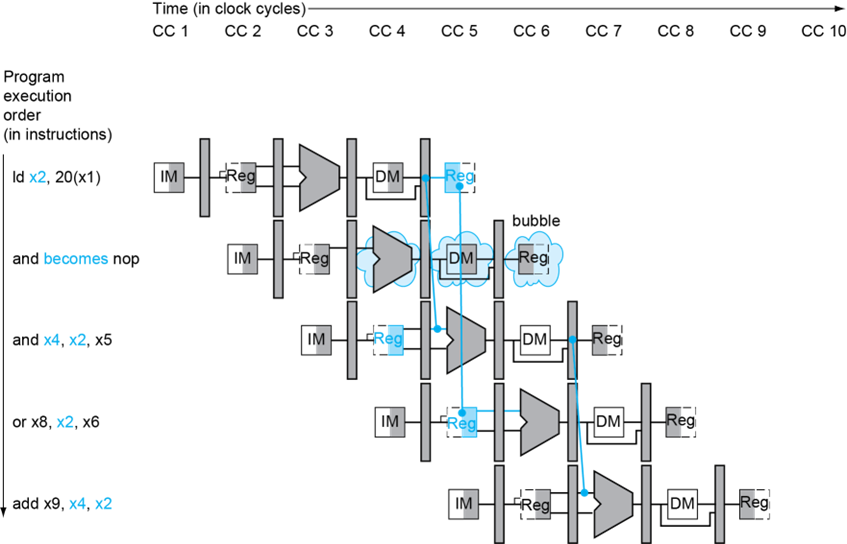 Time (in clock cycles)
CC 1 CC 2 CC 3 CC 4 CC 5 CC 6 CC 7 CC 8 CC 9 CC 10
Program
execution
order
(in instructions)
ld x2, 20(x1) IM Reg DM Reg
bubble
and becomes nop IM Reg DM Reg
and x4, x2, x5 IM Reg DM Reg
or x8, x2, x6 IM Reg DM Reg
add x9, x4, x2 IM Reg DM Reg